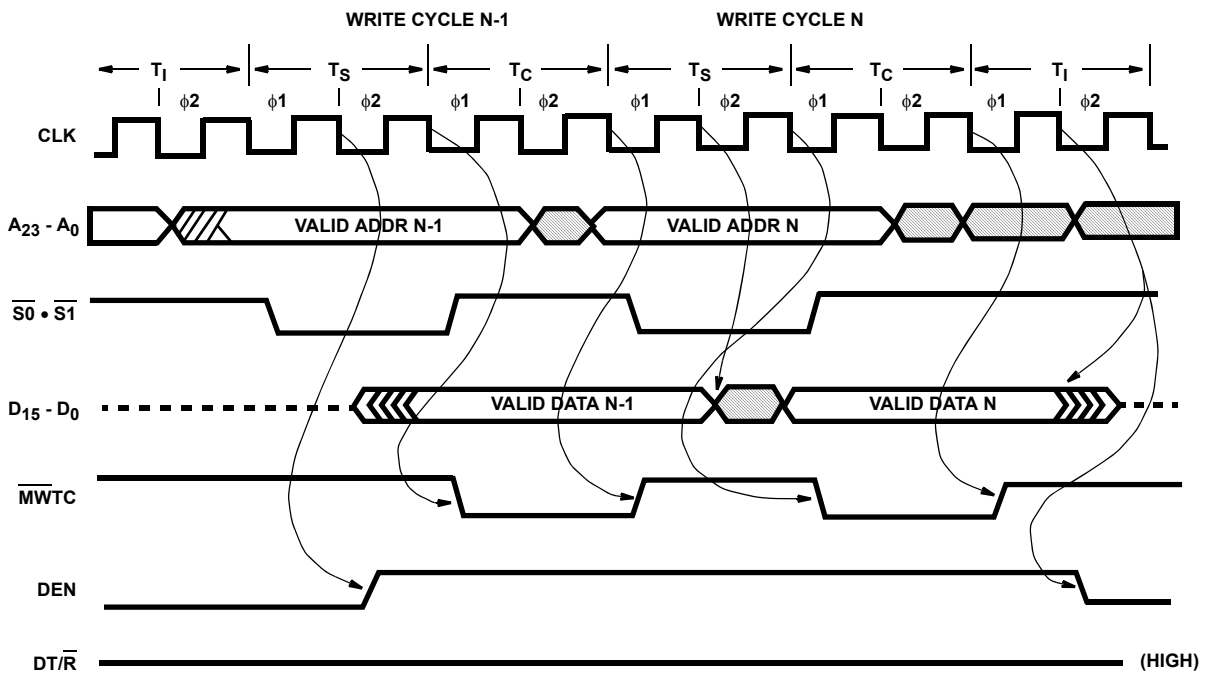 WRITE CYCLE N-1 WRITE CYCLE N
TI TS TC TS TC TI
ϕ2 ϕ1 ϕ2 ϕ1 ϕ2 ϕ1 ϕ2 ϕ1 ϕ2 ϕ1 ϕ2
CLK
A23 - A0 VALID ADDR N-1 VALID ADDR N
S0 • S1
D15 - D0 VALID DATA N-1 VALID DATA N
MWTC
DEN
DT/R (HIGH)